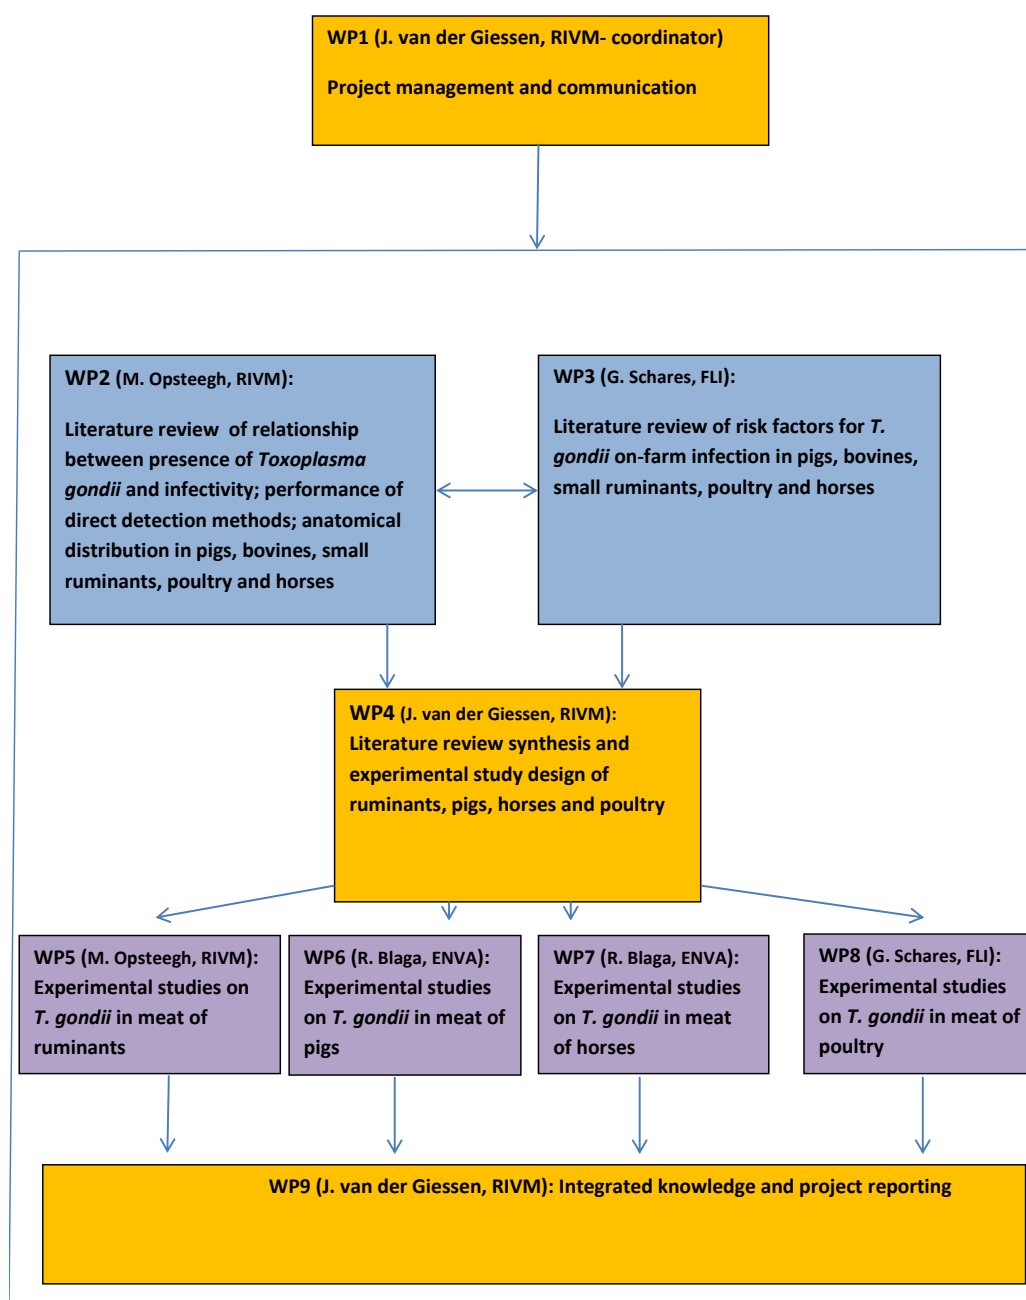 WP1 (J. van der Giessen, RIVM- coordinator)
Project management and communication
WP2 (M. Opsteegh, RIVM):
Literature review of relationship
between presence of Toxoplasma
gondii and infectivity; performance of
direct detection methods; anatomical
distribution in pigs, bovines, small
ruminants, poultry and horses
WP3 (G. Schares, FLI):
Literature review of risk factors for T.
gondii on-farm infection in pigs, bovines,
small ruminants, poultry and horses
WP4 (J. van der Giessen, RIVM):
Literature review synthesis and
experimental study design of
ruminants, pigs, horses and poultry
WP5 (M. Opsteegh, RIVM):
Experimental studies on
T. gondii in meat of
ruminants
WP6 (R. Blaga, ENVA):
Experimental studies
on T. gondii in meat of
pigs
WP7 (R. Blaga, ENVA):
Experimental studies
on T. gondii in meat
of horses
WP8 (G. Schares, FLI):
Experimental studies
on T. gondii in meat of
poultry
WP9 (J. van der Giessen, RIVM): Integrated knowledge and project reporting